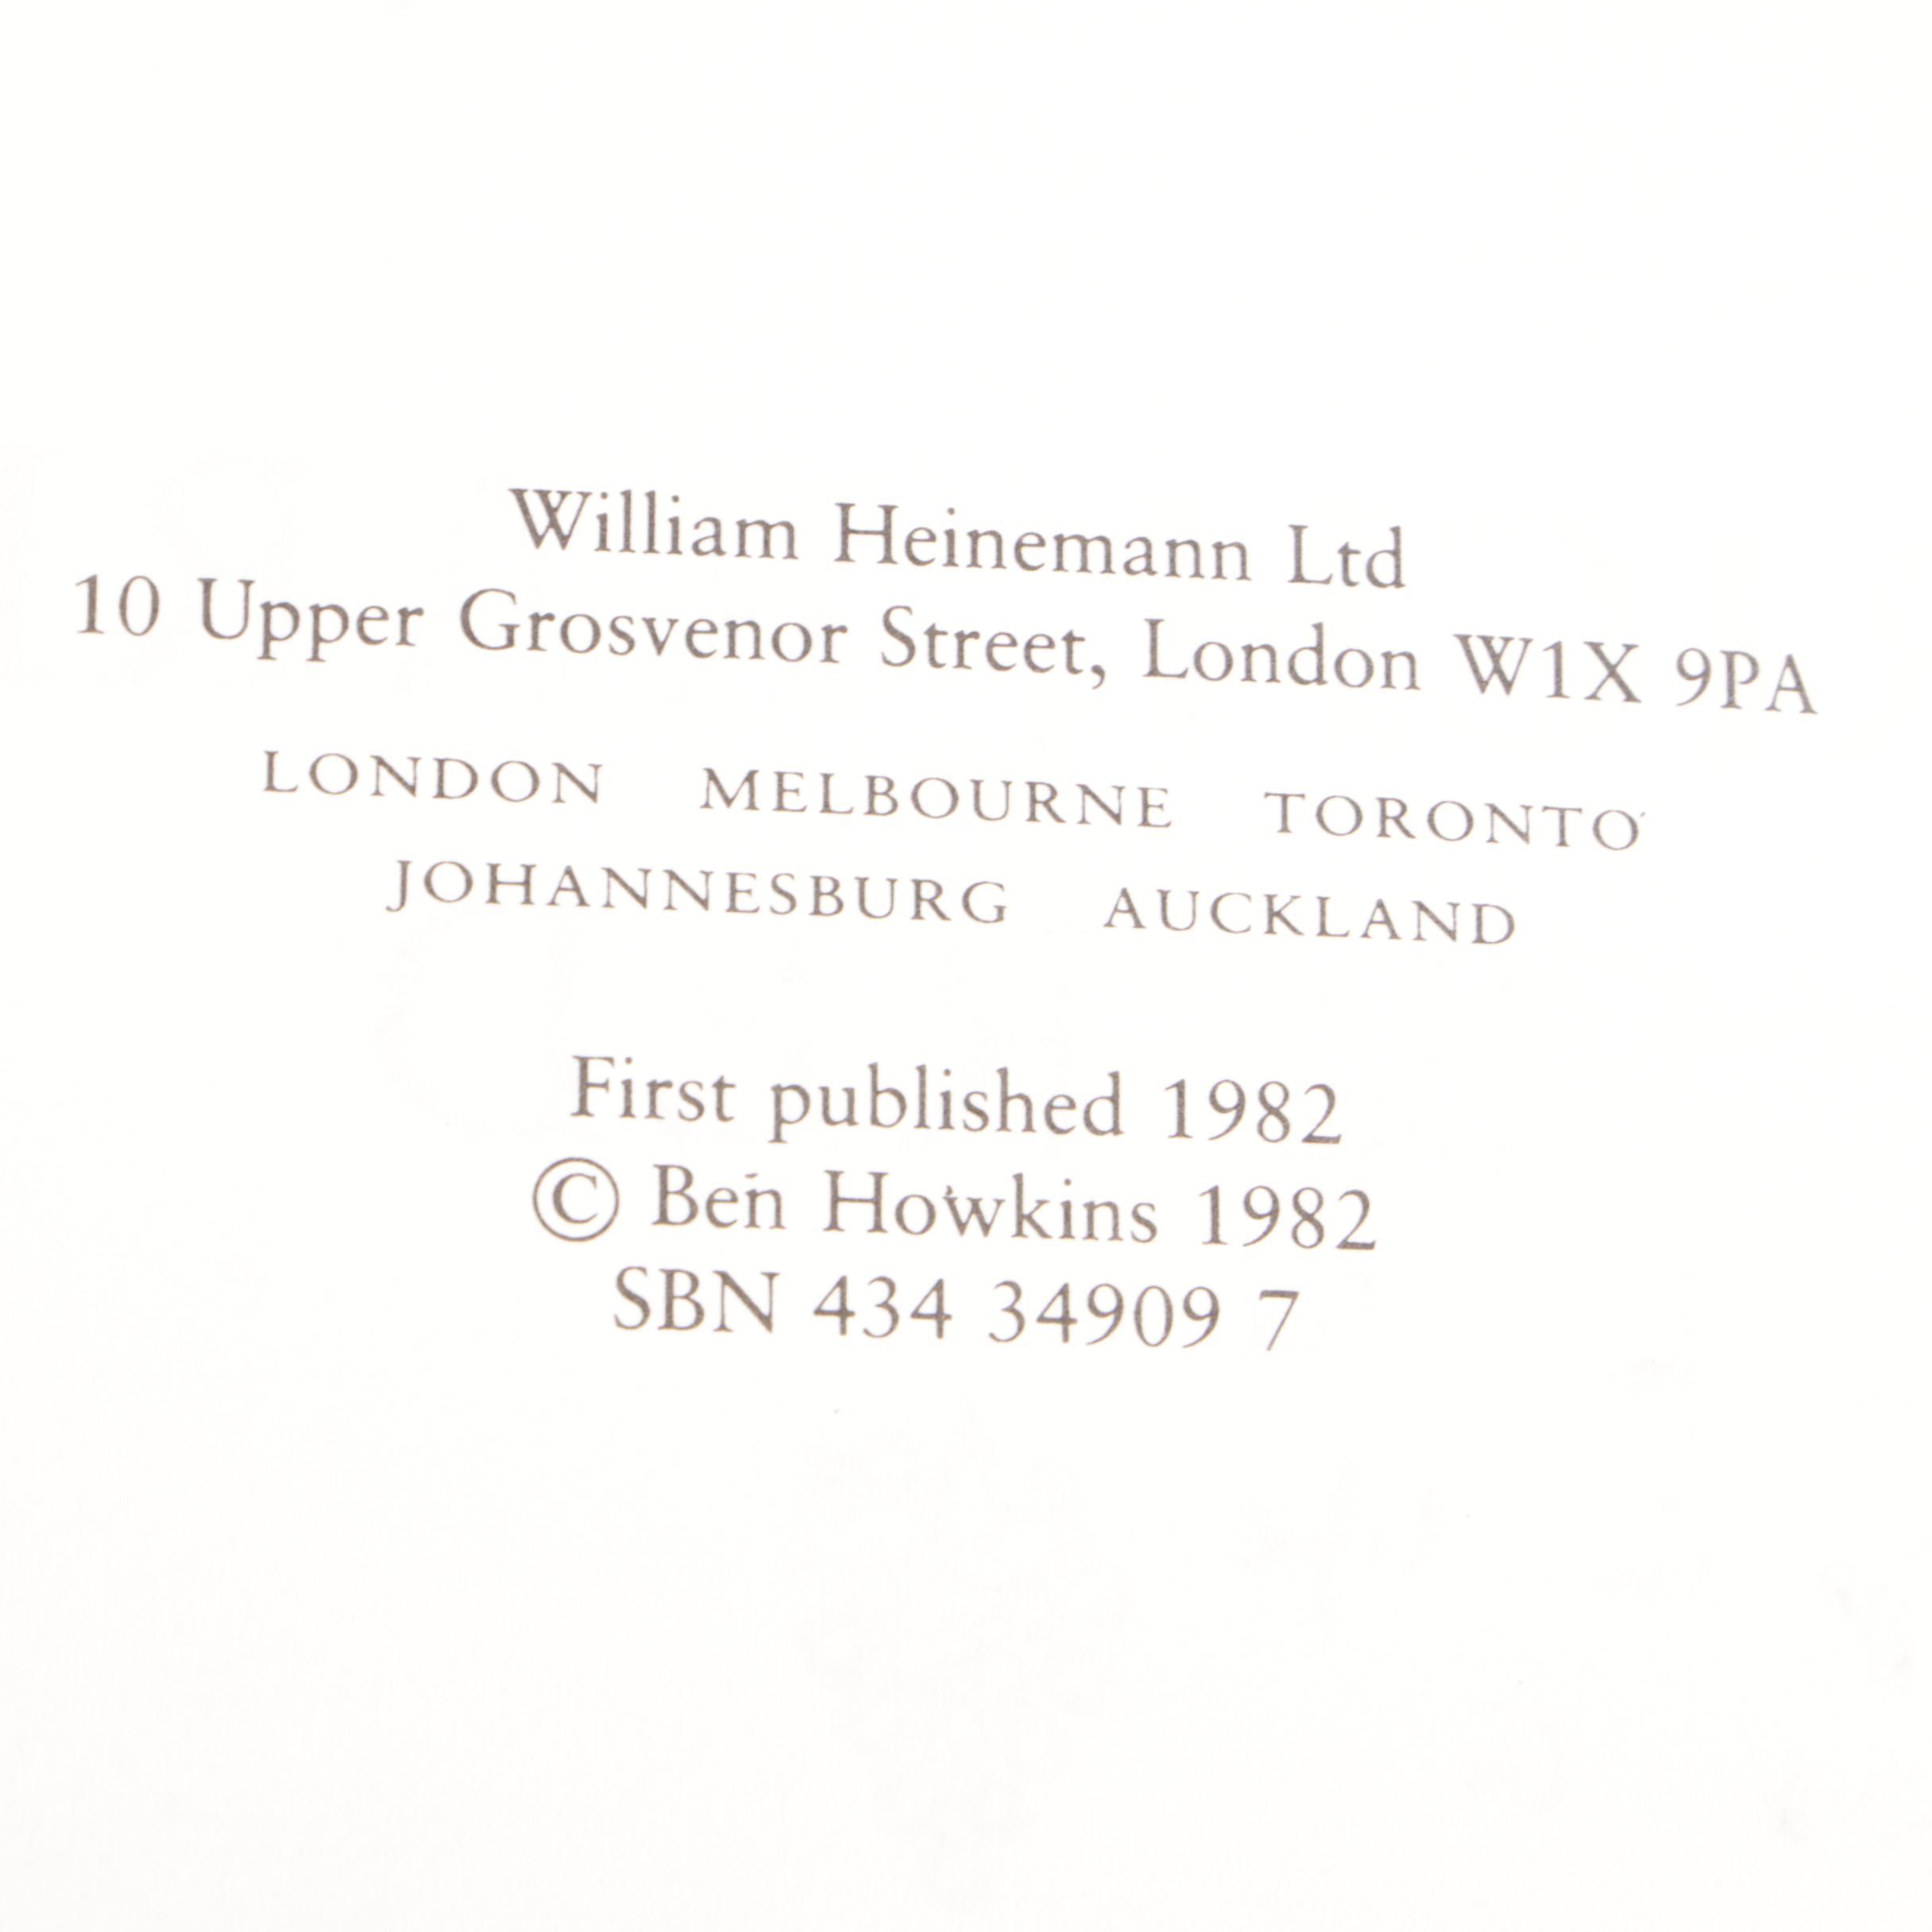 William Heinemann Ltd
10 Upper Grosvenor Street, London W1X 9PA
LONDON MELBOURNE TORONTO
JOHANNESBURG AUCKLAND
First published 1982
© Ben Howkins 1982
SBN 434 34909 7